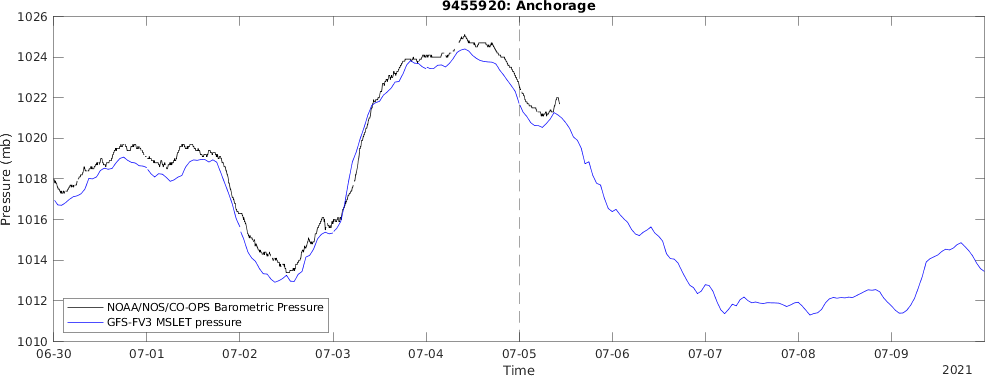 9455920: Anchorage
1026
1024
1022
1020
1018
1016
1014
1012
1010
Pressure (mb)
NOAA/NOS/CO-OPS Barometric Pressure
GFS-FV3 MSLET pressure
06-30 07-01 07-02 07-03 07-04 07-05 07-06 07-07 07-08 07-09
Time
2021